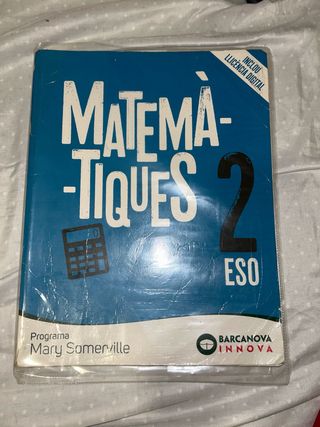 INCLOU
LLICÈNCIA DIGITAL
MATEMÀ-
-TIQUES
2
ESO
Programa
Mary Somerville
BARCANOVA
INNOVA